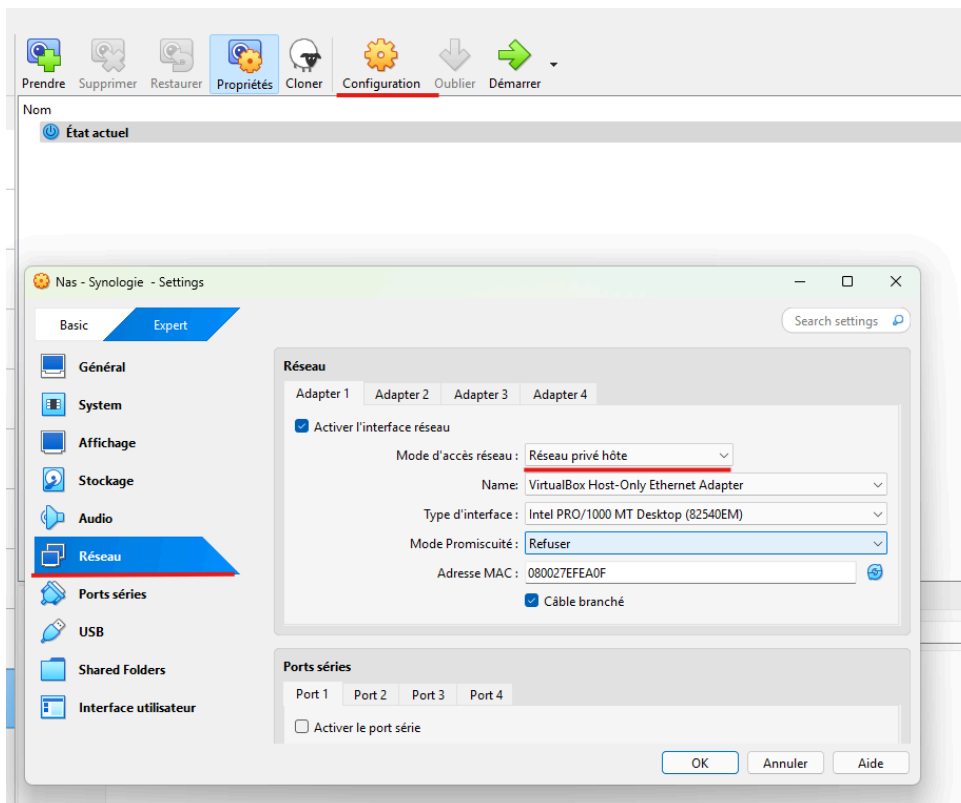 Prendre Supprimer Restaurer Propriétés Cloner Configuration Oublier Démarrer
Nom
État actuel
Nas - Synologie - Settings
Basic Expert Search settings
Général
System
Affichage
Stockage
Audio
Réseau
Ports séries
USB
Shared Folders
Interface utilisateur
Réseau
Adapter 1 Adapter 2 Adapter 3 Adapter 4
Activer l'interface réseau
Mode d'accès réseau : Réseau privé hôte
Name: VirtualBox Host-Only Ethernet Adapter
Type d'interface : Intel PRO/1000 MT Desktop (82540EM)
Mode Promiscuité : Refuser
Adresse MAC : 080027EFEA0F
Câble branché
Ports séries
Port 1 Port 2 Port 3 Port 4
Activer le port série
OK Annuler Aide